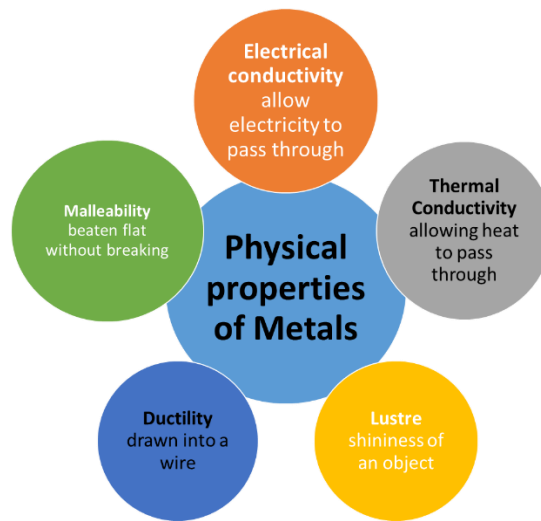 Electrical
conductivity
allow
electricity to
pass through
Malleability
beaten flat
without breaking
Thermal
Conductivity
allowing heat
to pass
through
Physical
properties
of Metals
Ductility
drawn into a
wire
Lustre
shininess of
an object